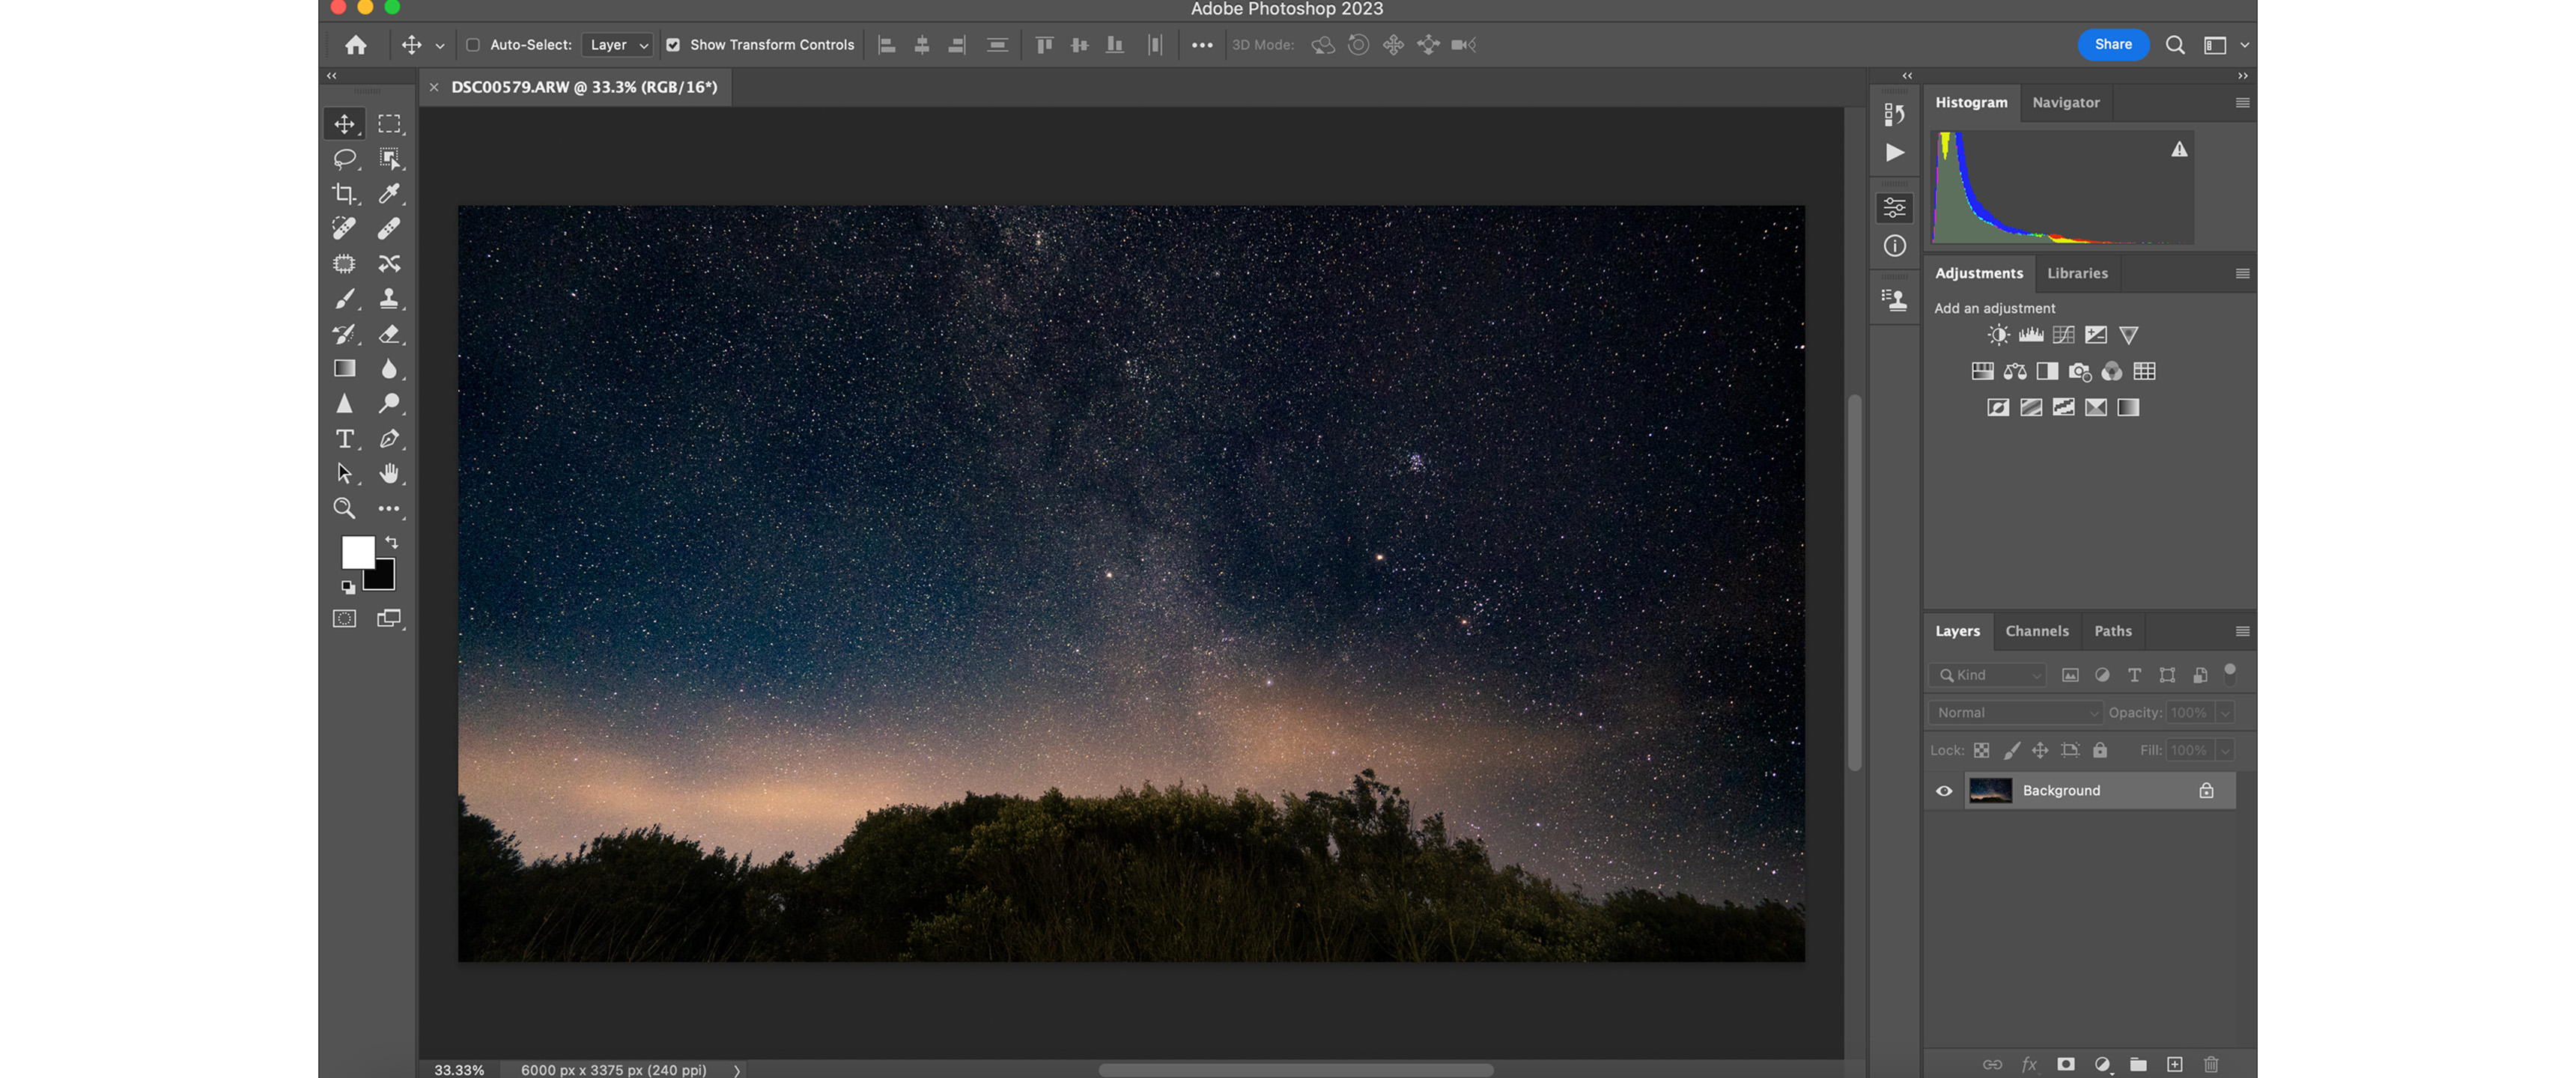 Adobe Photoshop 2023
Auto-Select: Layer Show Transform Controls 3D Mode: Share
DSC00579.ARW @ 33.3% (RGB/16*)
Histogram Navigator
Adjustments Libraries
Add an adjustment
Layers Channels Paths
Kind
Normal Opacity: 100%
Lock: Fill: 100%
Background
33.33% 6000 px x 3375 px (240 ppi)